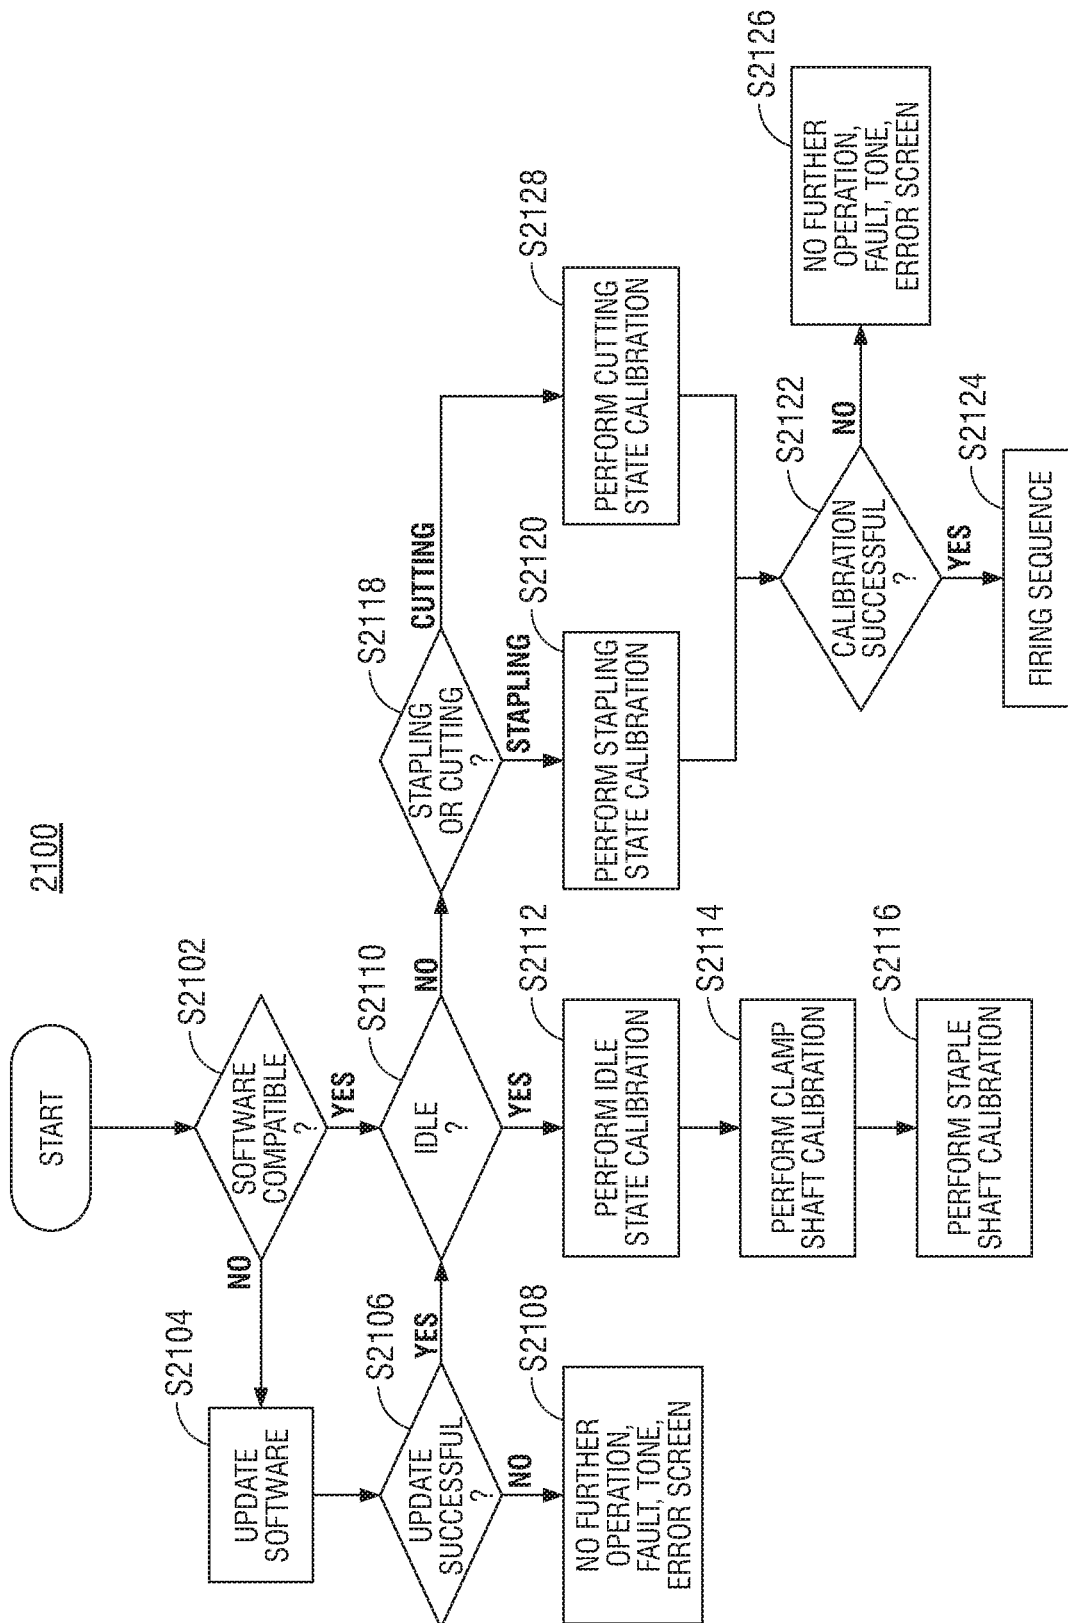 2100
START
S2102
SOFTWARE
COMPATIBLE
?
NO
YES
S2104
UPDATE
SOFTWARE
S2106
UPDATE
SUCCESSFUL
?
YES
NO
S2108
NO FURTHER
OPERATION,
FAULT, TONE,
ERROR SCREEN
S2110
IDLE
?
NO
YES
S2112
PERFORM IDLE
STATE CALIBRATION
S2114
PERFORM CLAMP
SHAFT CALIBRATION
S2116
PERFORM STAPLE
SHAFT CALIBRATION
S2118
STAPLING
OR CUTTING
?
CUTTING
STAPLING
S2120
PERFORM STAPLING
STATE CALIBRATION
S2128
PERFORM CUTTING
STATE CALIBRATION
S2122
CALIBRATION
SUCCESSFUL
?
NO
YES
S2124
FIRING SEQUENCE
S2126
NO FURTHER
OPERATION,
FAULT, TONE,
ERROR SCREEN